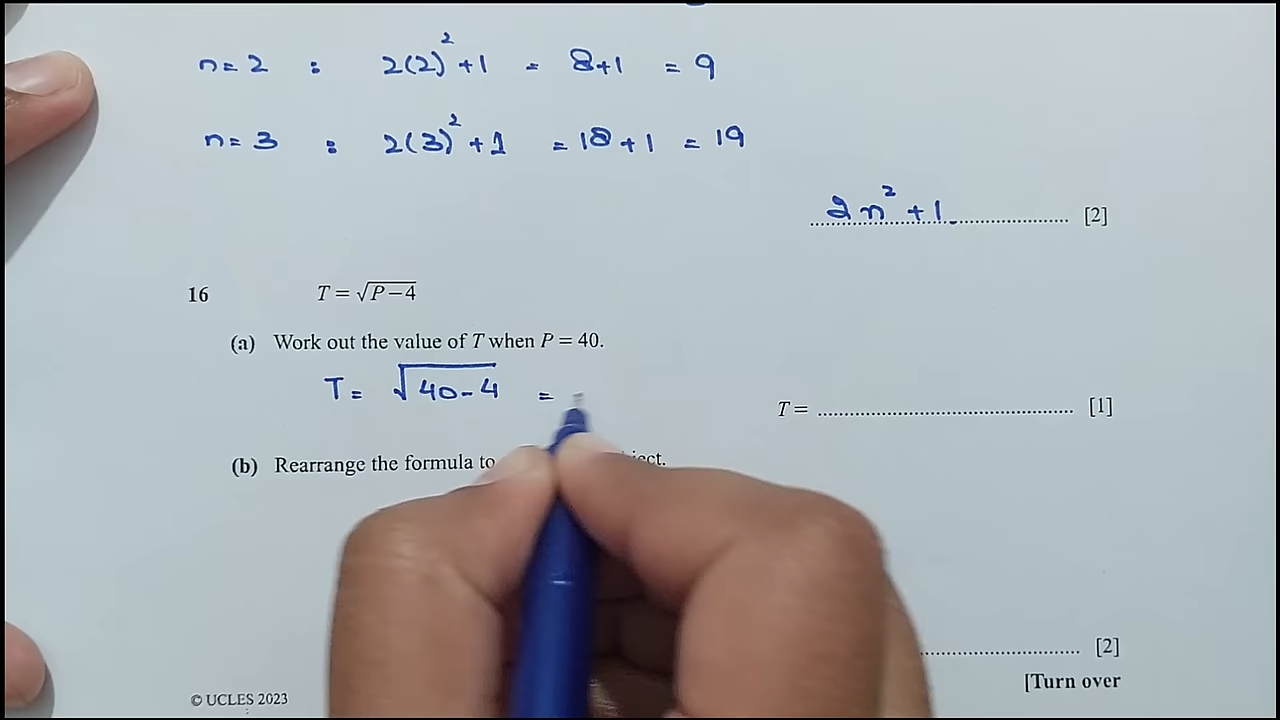 n = 2 : 2(2)² + 1 = 8+1 = 9
n = 3 : 2(3)² + 1 = 18 + 1 = 19
2n² + 1 [2]
16 T = √P − 4
(a) Work out the value of T when P = 40.
T = √40 - 4 =
T = [1]
(b) Rearrange the formula to
[2]
[Turn over
© UCLES 2023